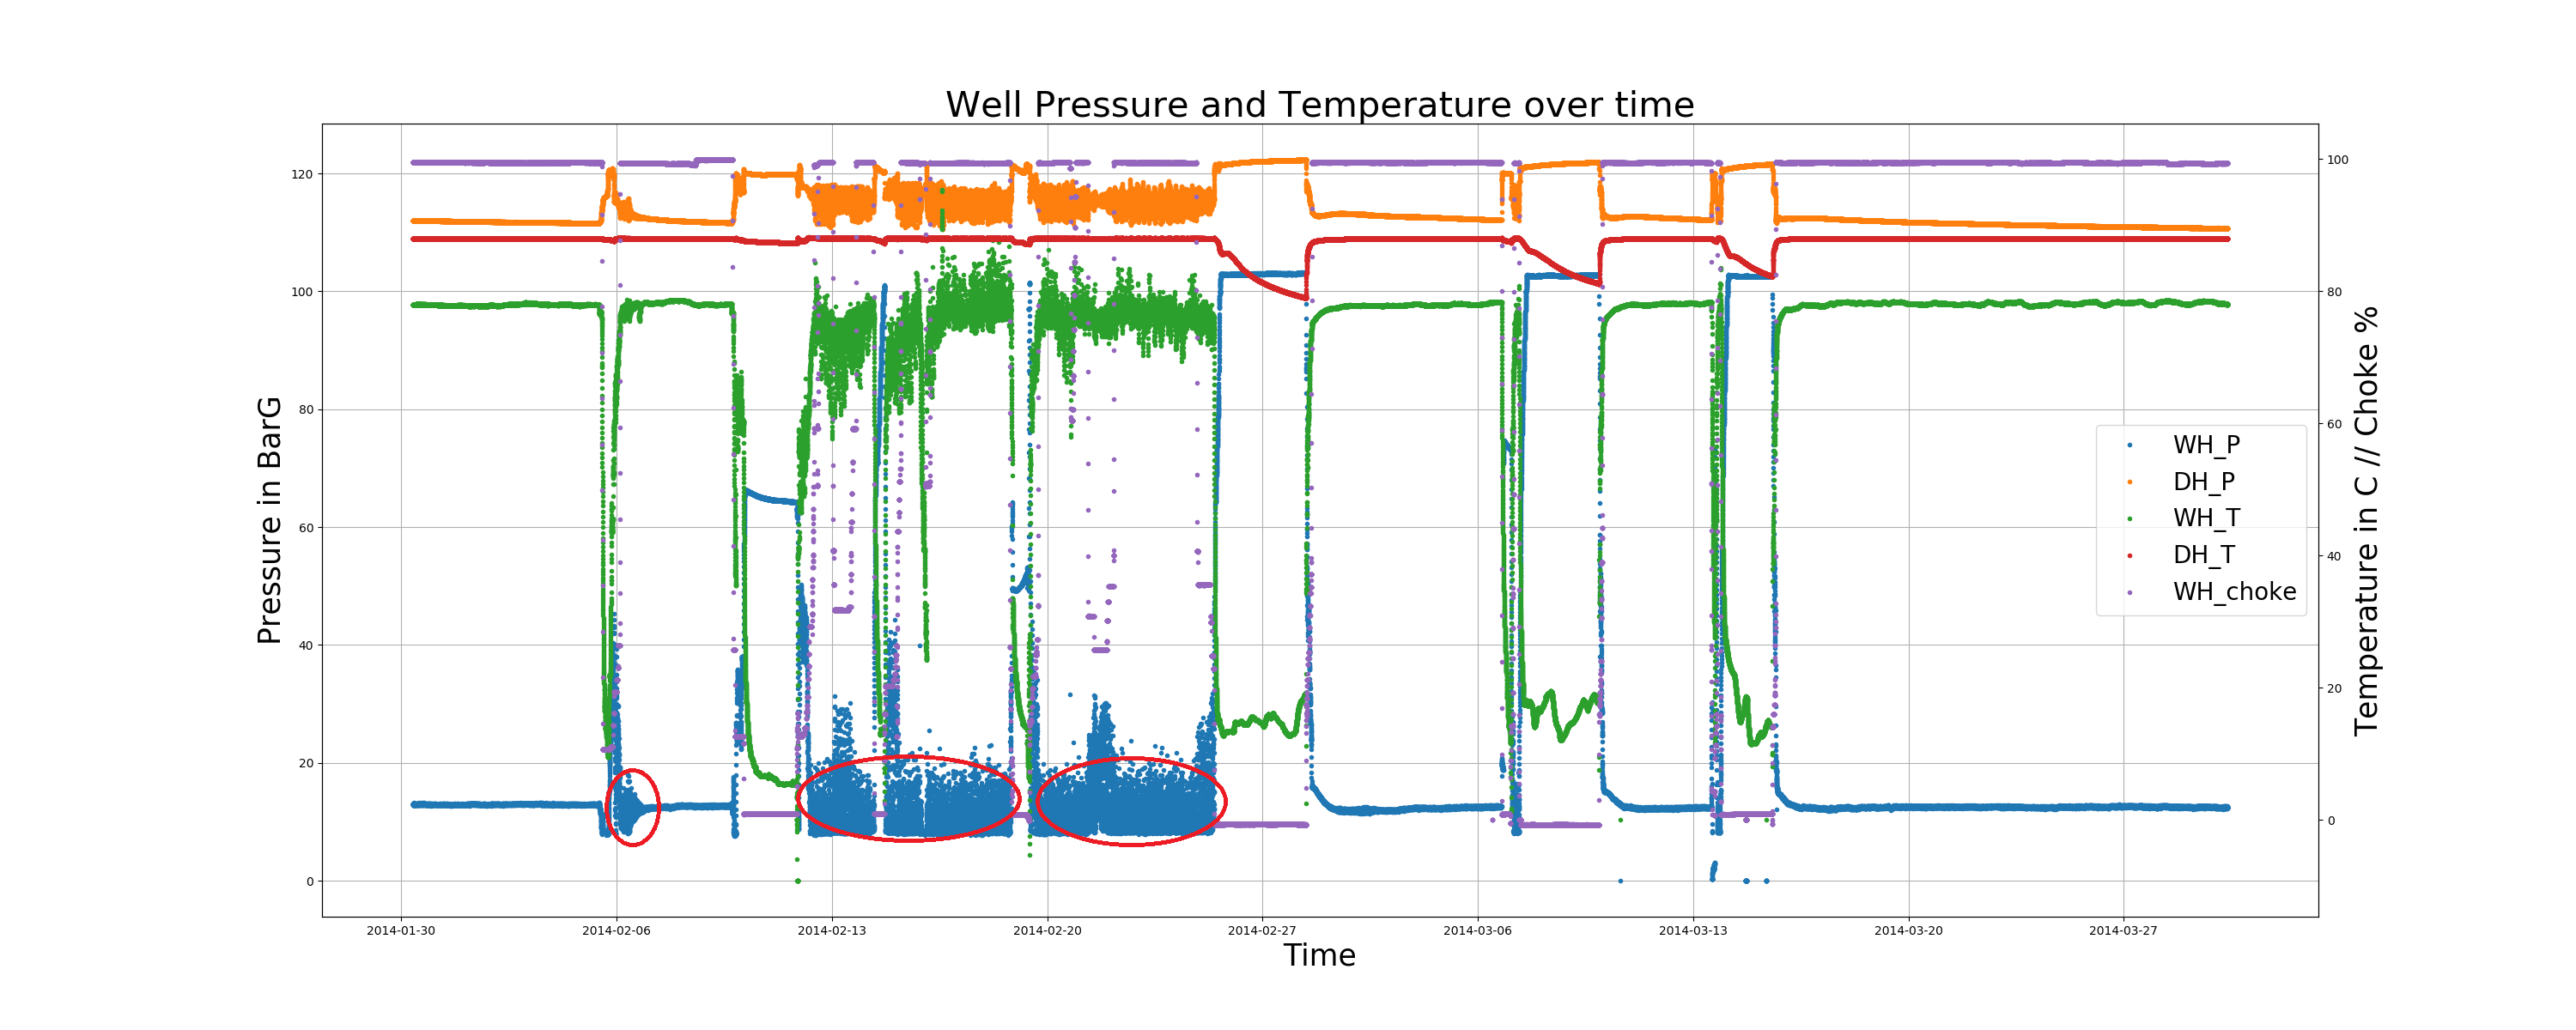 Well Pressure and Temperature over time
Pressure in BarG
120
100
80
60
40
20
0
100
80
60
40
20
0
Temperature in C // Choke %
WH_P
DH_P
WH_T
DH_T
WH_choke
2014-01-30
2014-02-06
2014-02-13
2014-02-20
2014-02-27
2014-03-06
2014-03-13
2014-03-20
2014-03-27
Time